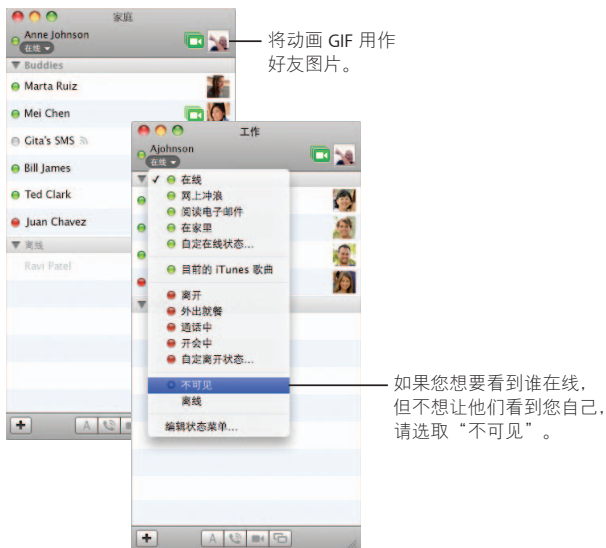 家庭
Anne Johnson
在线
Buddies
Marta Ruiz
Mei Chen
Gita's SMS
Bill James
Ted Clark
Juan Chavez
离线
Ravi Patel
A
将动画 GIF 用作
好友图片。
工作
Ajohnson
在线
在线
网上冲浪
阅读电子邮件
在家里
自定在线状态...
目前的 iTunes 歌曲
离开
外出就餐
通话中
开会中
自定离开状态...
不可见
离线
编辑状态菜单...
A
如果您想要看到谁在线，
但不想让他们看到您自己，
请选取“不可见”。